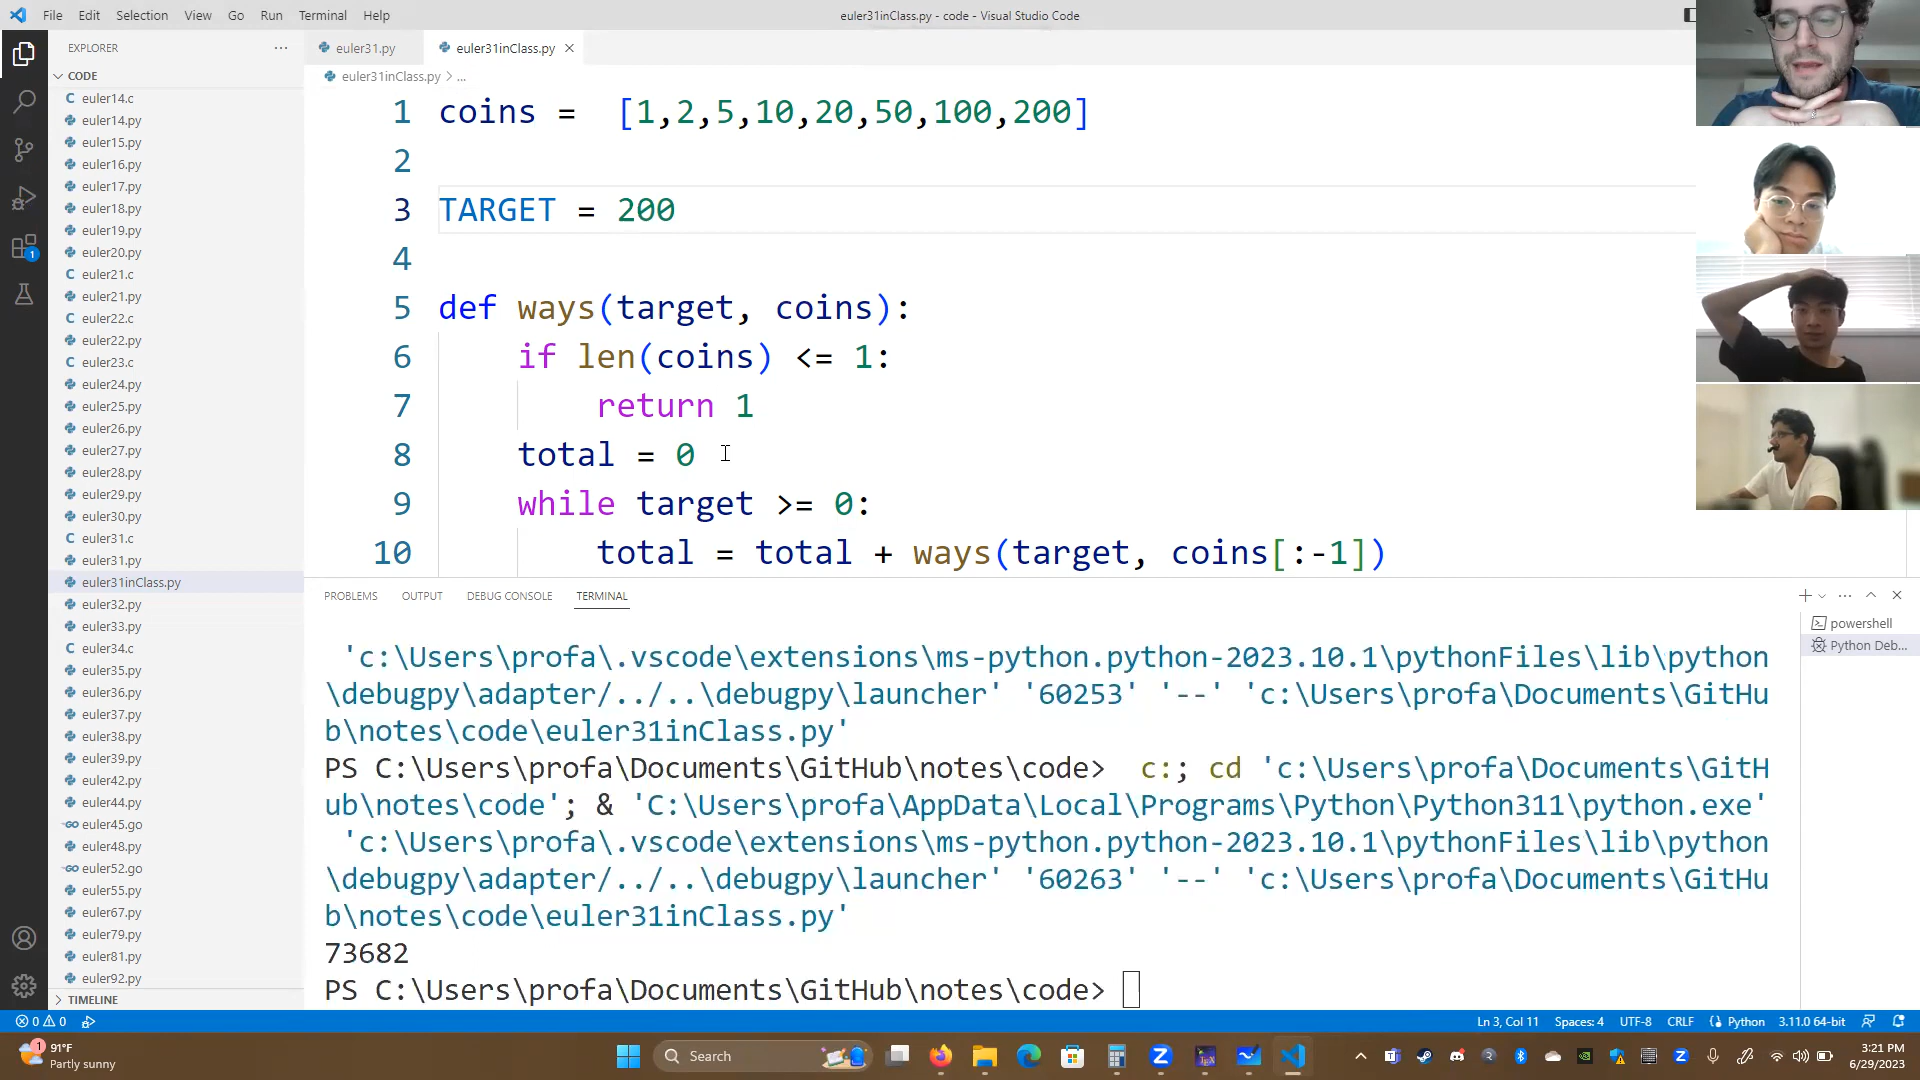 File Edit Selection View Go Run Terminal Help
euler31inClass.py - code - Visual Studio Code
EXPLORER
CODE
euler14.c
euler14.py
euler15.py
euler16.py
euler17.py
euler18.py
euler19.py
euler20.py
euler21.c
euler21.py
euler22.c
euler22.py
euler23.c
euler24.py
euler25.py
euler26.py
euler27.py
euler28.py
euler29.py
euler30.py
euler31.c
euler31.py
euler31inClass.py
euler32.py
euler33.py
euler34.c
euler35.py
euler36.py
euler37.py
euler38.py
euler39.py
euler42.py
euler44.py
euler45.go
euler48.py
euler52.go
euler55.py
euler67.py
euler79.py
euler81.py
euler92.py
TIMELINE
euler31.py euler31inClass.py
euler31inClass.py > ...
1 coins =  [1,2,5,10,20,50,100,200]
2
3 TARGET = 200
4
5 def ways(target, coins):
6 if len(coins) <= 1:
7 return 1
8 total = 0
9 while target >= 0:
10 total = total + ways(target, coins[:-1])
PROBLEMS OUTPUT DEBUG CONSOLE TERMINAL
powershell
Python Deb...
'c:\Users\profa\.vscode\extensions\ms-python.python-2023.10.1\pythonFiles\lib\python
\debugpy\adapter/../..\debugpy\launcher' '60253' '--' 'c:\Users\profa\Documents\GitHu
b\notes\code\euler31inClass.py'
PS C:\Users\profa\Documents\GitHub\notes\code>  c:; cd 'c:\Users\profa\Documents\GitH
ub\notes\code'; & 'C:\Users\profa\AppData\Local\Programs\Python\Python311\python.exe'
'c:\Users\profa\.vscode\extensions\ms-python.python-2023.10.1\pythonFiles\lib\python
\debugpy\adapter/../..\debugpy\launcher' '60263' '--' 'c:\Users\profa\Documents\GitHu
b\notes\code\euler31inClass.py'
73682
PS C:\Users\profa\Documents\GitHub\notes\code>
0 0
Ln 3, Col 11 Spaces: 4 UTF-8 CRLF Python 3.11.0 64-bit
91°F
Partly sunny
Search
3:21 PM
6/29/2023